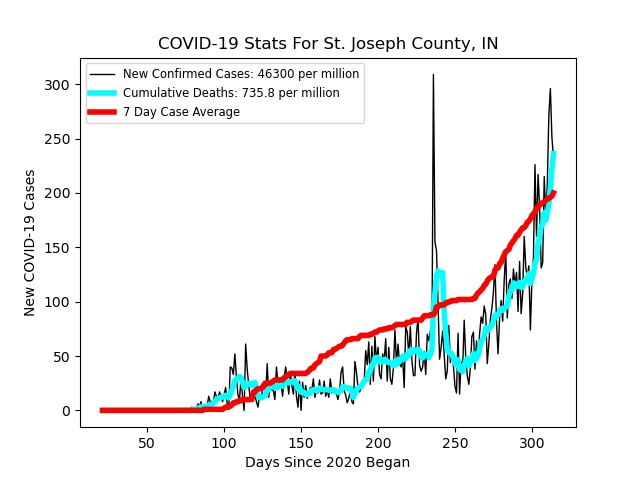 COVID-19 Stats For St. Joseph County, IN
New Confirmed Cases: 46300 per million
Cumulative Deaths: 735.8 per million
7 Day Case Average
New COVID-19 Cases
300
250
200
150
100
50
0
50
100
150
200
250
300
Days Since 2020 Began